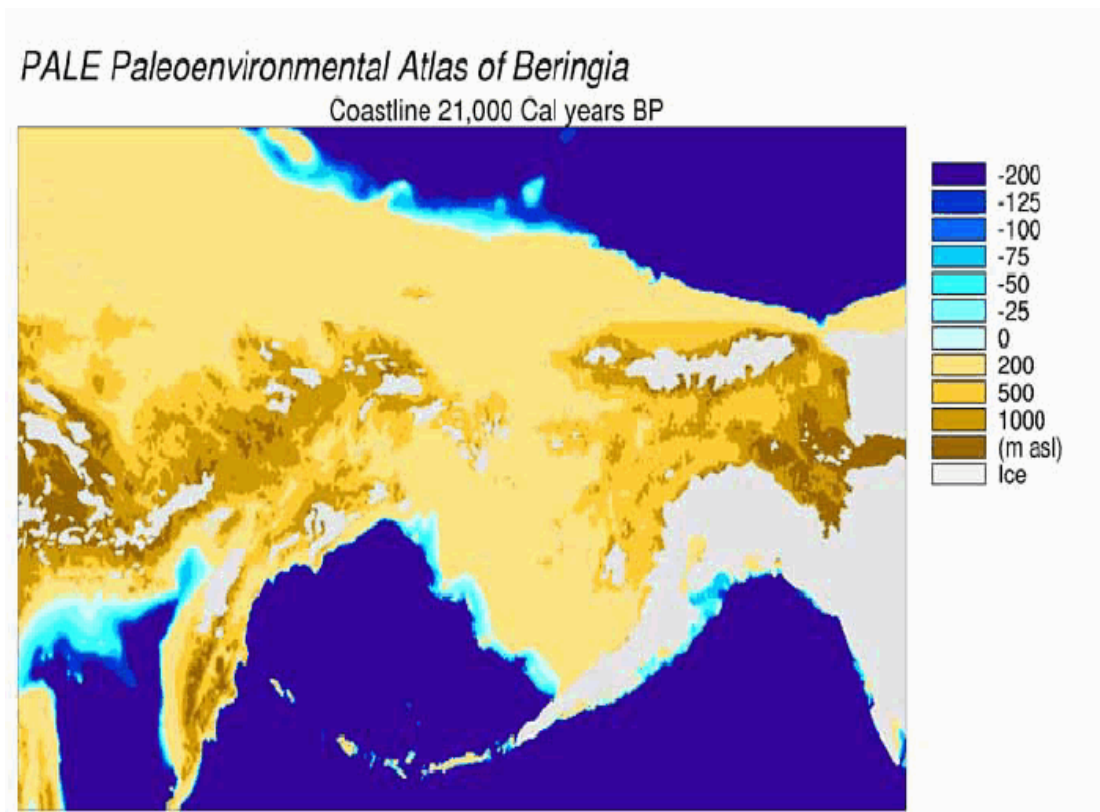 PALE Paleoenvironmental Atlas of Beringia
Coastline 21,000 Cal years BP
-200
-125
-100
-75
-50
-25
0
200
500
1000
(m asl)
Ice